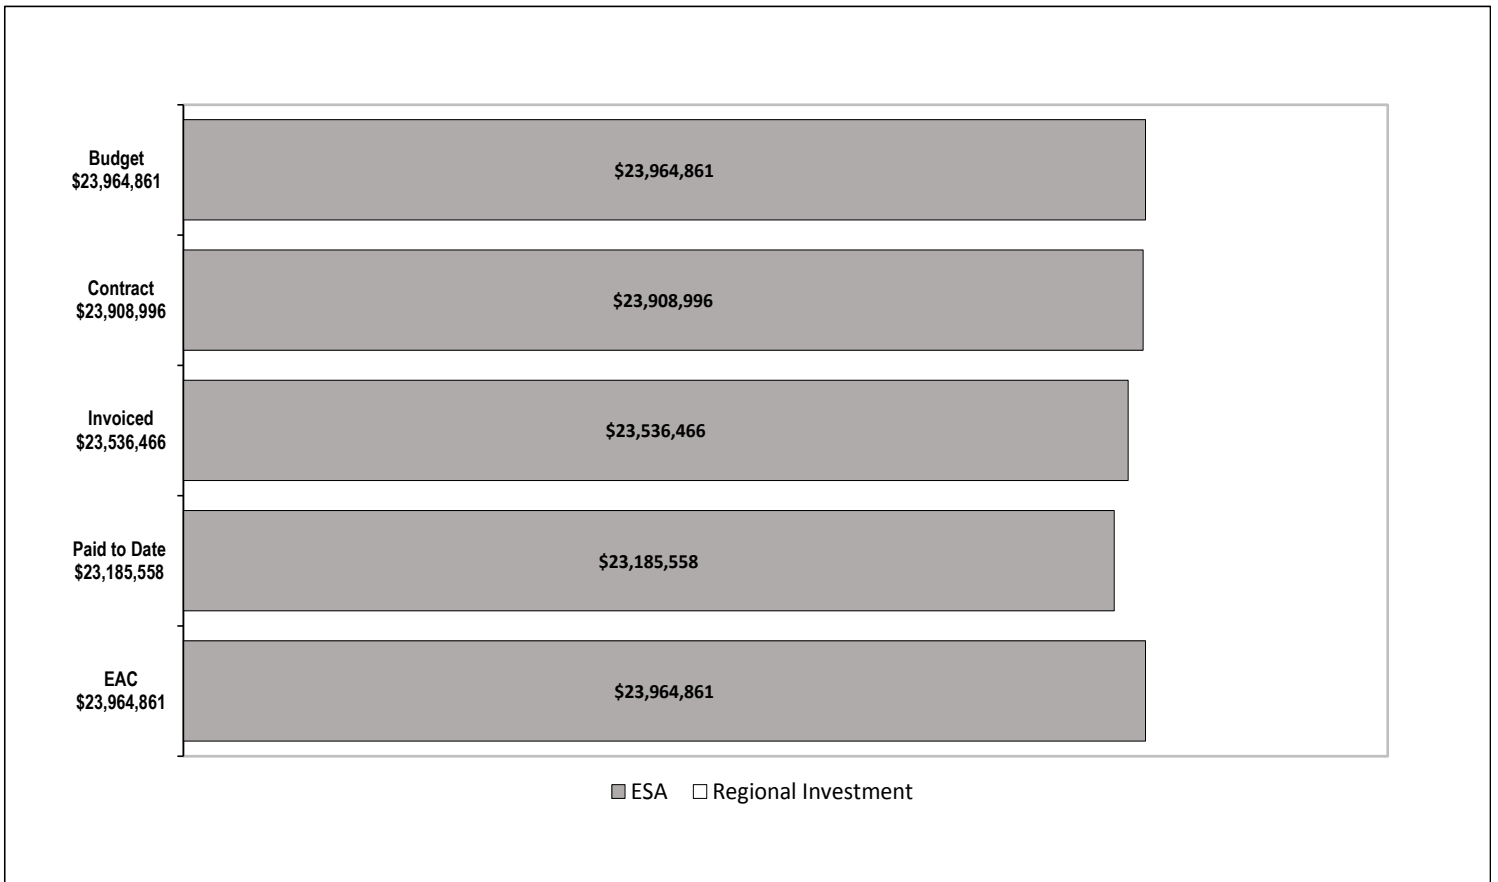 Budget
$23,964,861
$23,964,861
Contract
$23,908,996
$23,908,996
Invoiced
$23,536,466
$23,536,466
Paid to Date
$23,185,558
$23,185,558
EAC
$23,964,861
$23,964,861
ESA Regional Investment